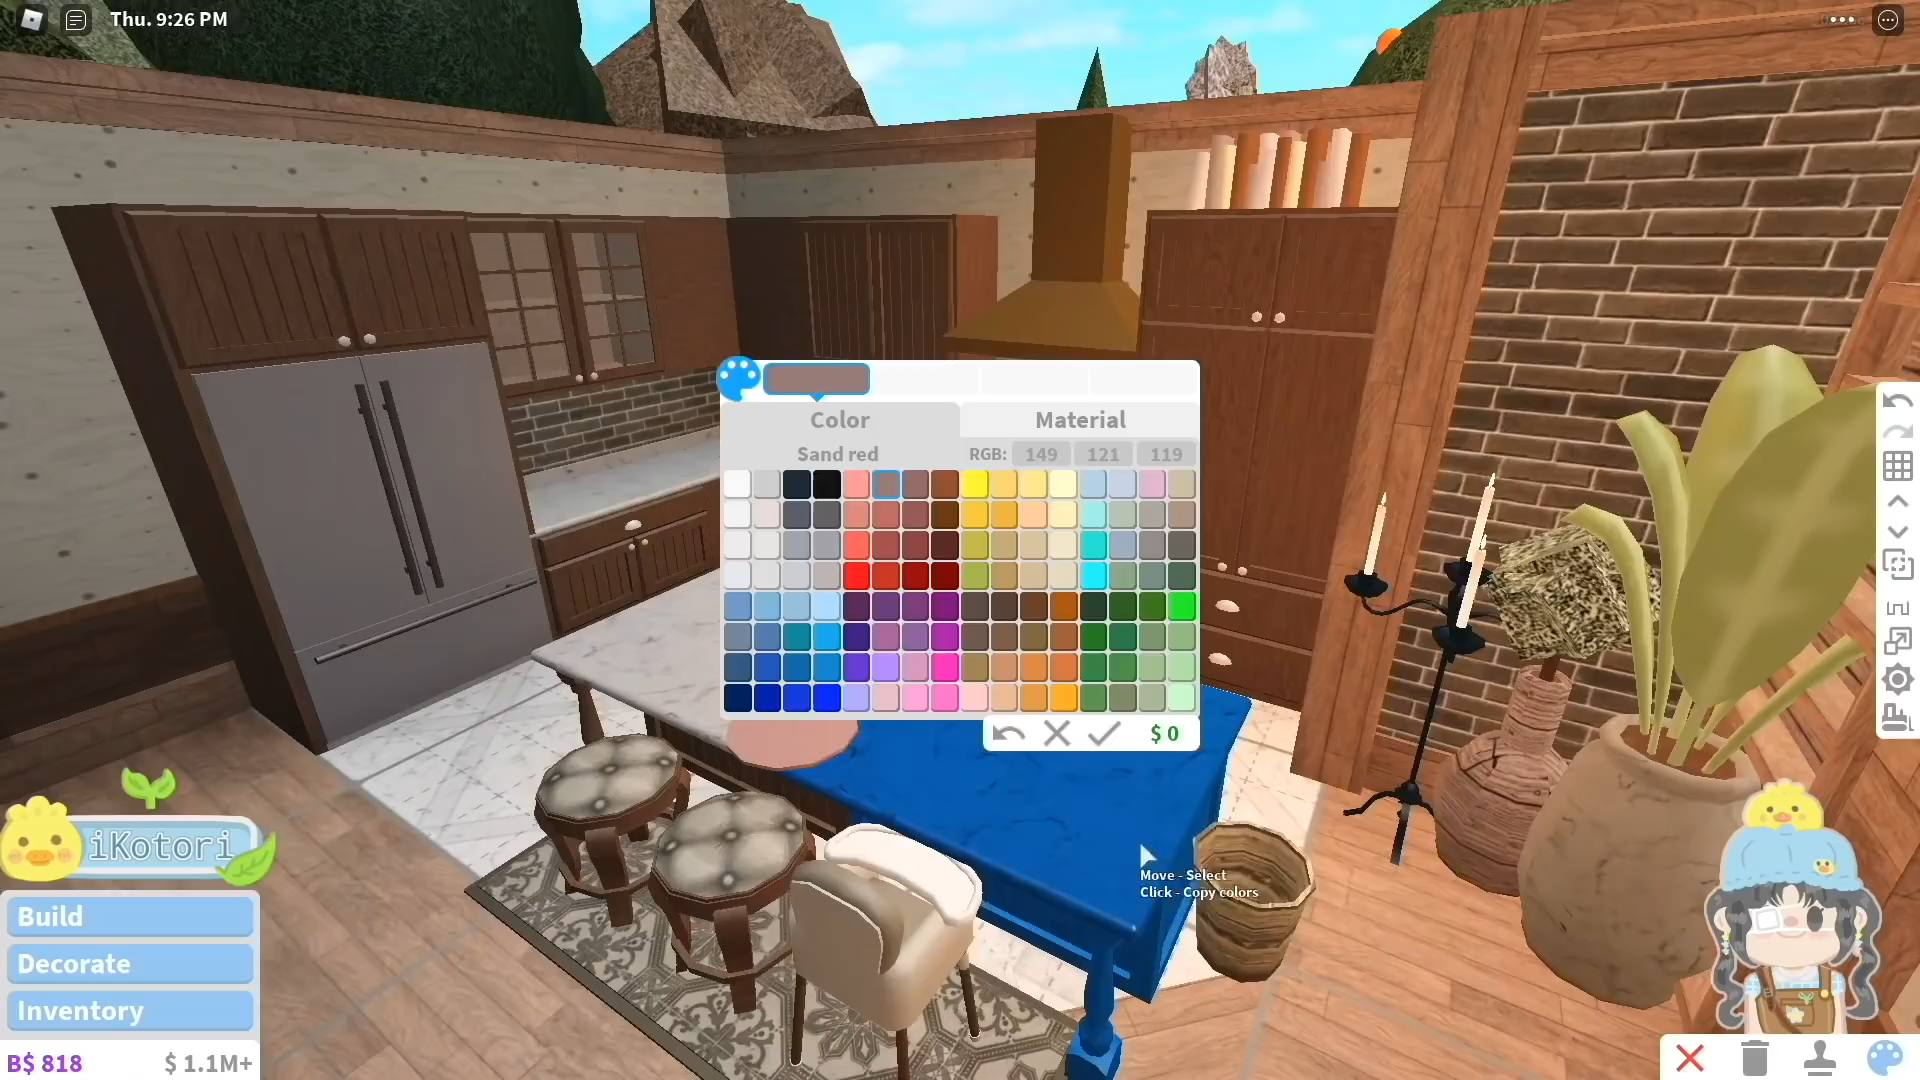 Thu. 9:26 PM
Color
Material
Sand red
RGB: 149 121 119
$ 0
Move - Select
Click - Copy colors
iKotori
Build
Decorate
Inventory
B$ 818
$ 1.1M+